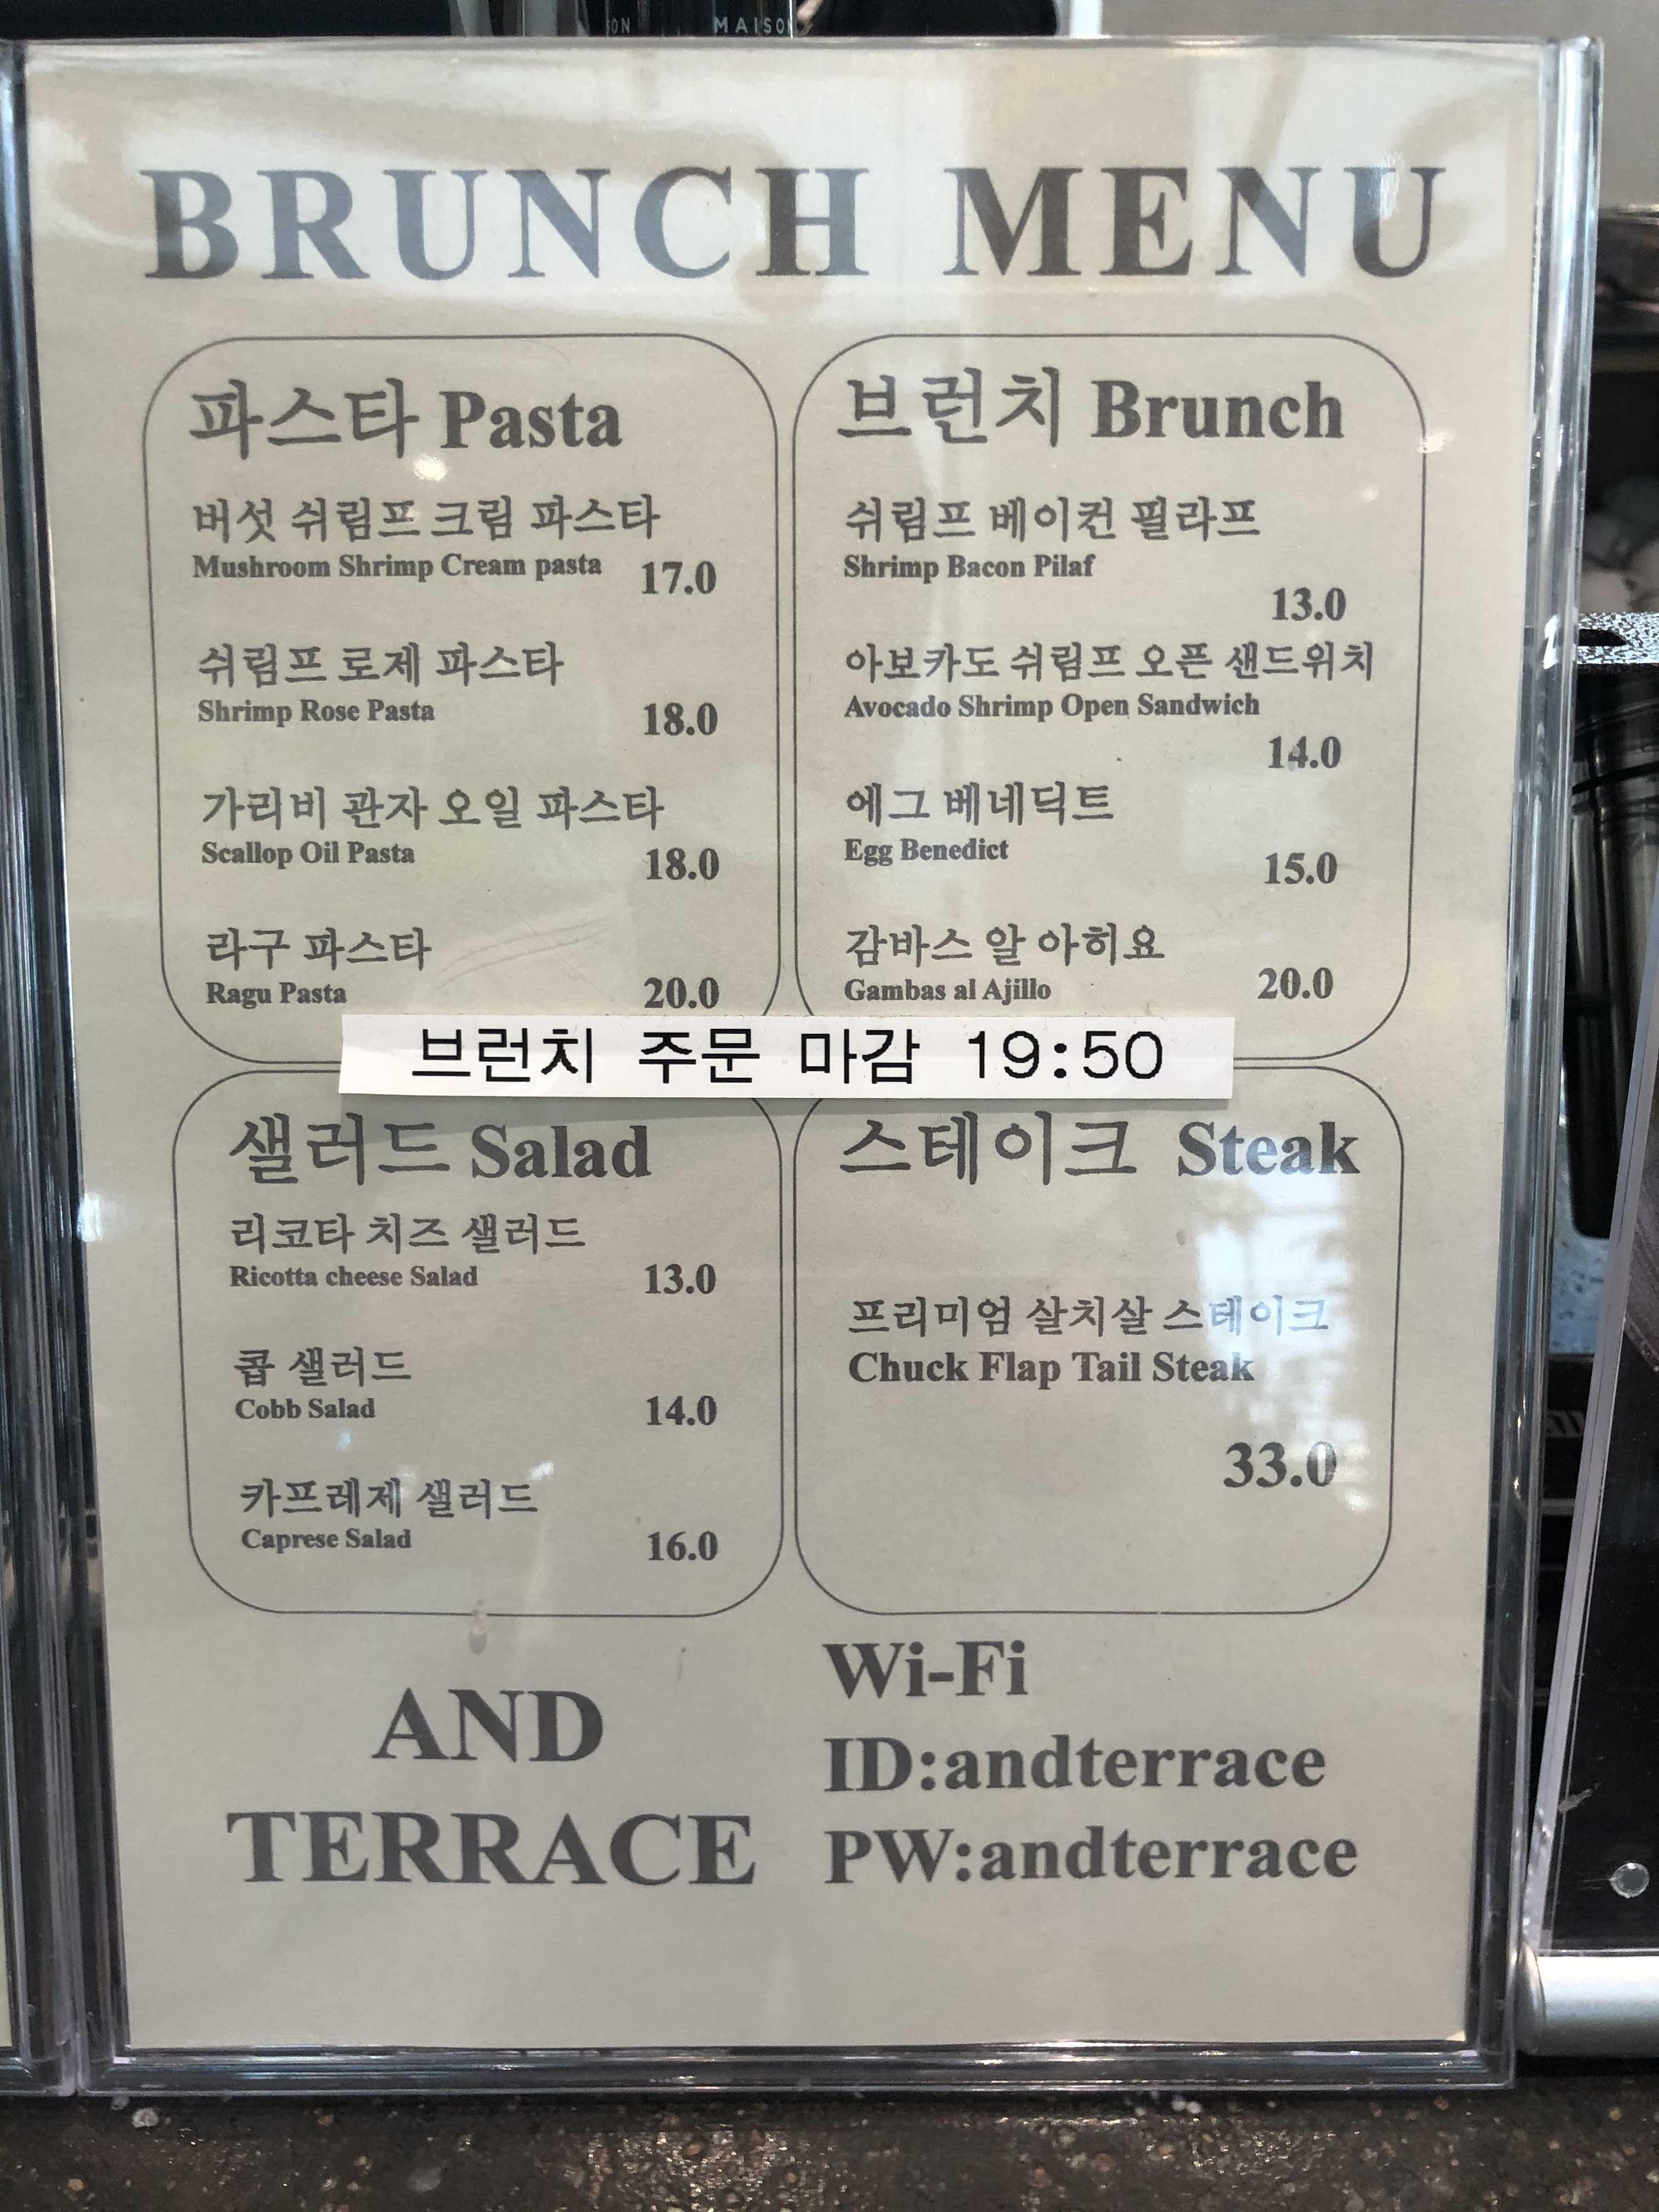 MAISON
BRUNCH MENU
파스타 Pasta
버섯 쉬림프 크림 파스타
Mushroom Shrimp Cream pasta 17.0
쉬림프 로제 파스타
Shrimp Rose Pasta 18.0
가리비 관자 오일 파스타
Scallop Oil Pasta 18.0
라구 파스타
Ragu Pasta 20.0
브런치 Brunch
쉬림프 베이컨 필라프
Shrimp Bacon Pilaf
13.0
아보카도 쉬림프 오픈 샌드위치
Avocado Shrimp Open Sandwich
14.0
에그 베네딕트
Egg Benedict
15.0
감바스 알 아히요
Gambas al Ajillo 20.0
브런치 주문 마감 19:50
샐러드 Salad
리코타 치즈 샐러드
Ricotta cheese Salad 13.0
콥 샐러드
Cobb Salad 14.0
카프레제 샐러드
Caprese Salad 16.0
스테이크 Steak
프리미엄 살치살 스테이크
Chuck Flap Tail Steak
33.0
AND
TERRACE
Wi-Fi
ID:andterrace
PW:andterrace